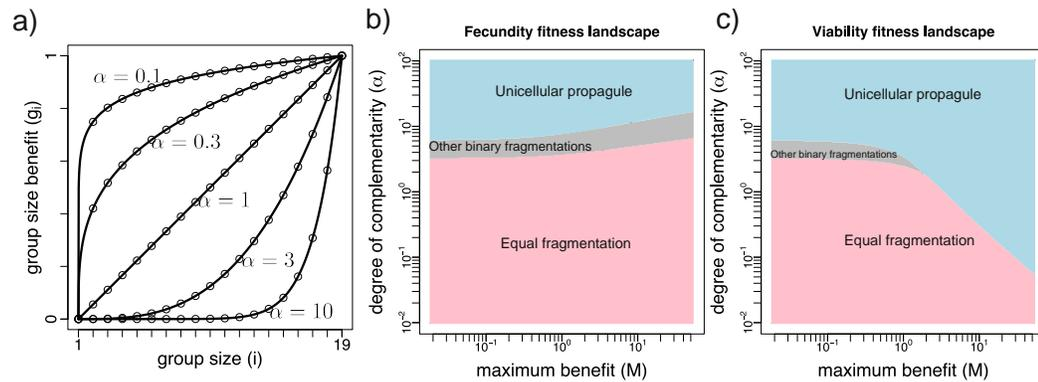 a)
1
group size benefit (gᵢ)
0
α = 0.1
α = 0.3
α = 1
α = 3
α = 10
1
19
group size (i)
b)
Fecundity fitness landscape
degree of complementarity (α)
10²
10¹
10⁰
10⁻¹
10⁻²
Unicellular propagule
Other binary fragmentations
Equal fragmentation
10⁻¹
10⁰
10¹
maximum benefit (M)
c)
Viability fitness landscape
degree of complementarity (α)
10²
10¹
10⁰
10⁻¹
10⁻²
Unicellular propagule
Other binary fragmentations
Equal fragmentation
10⁻¹
10⁰
10¹
maximum benefit (M)